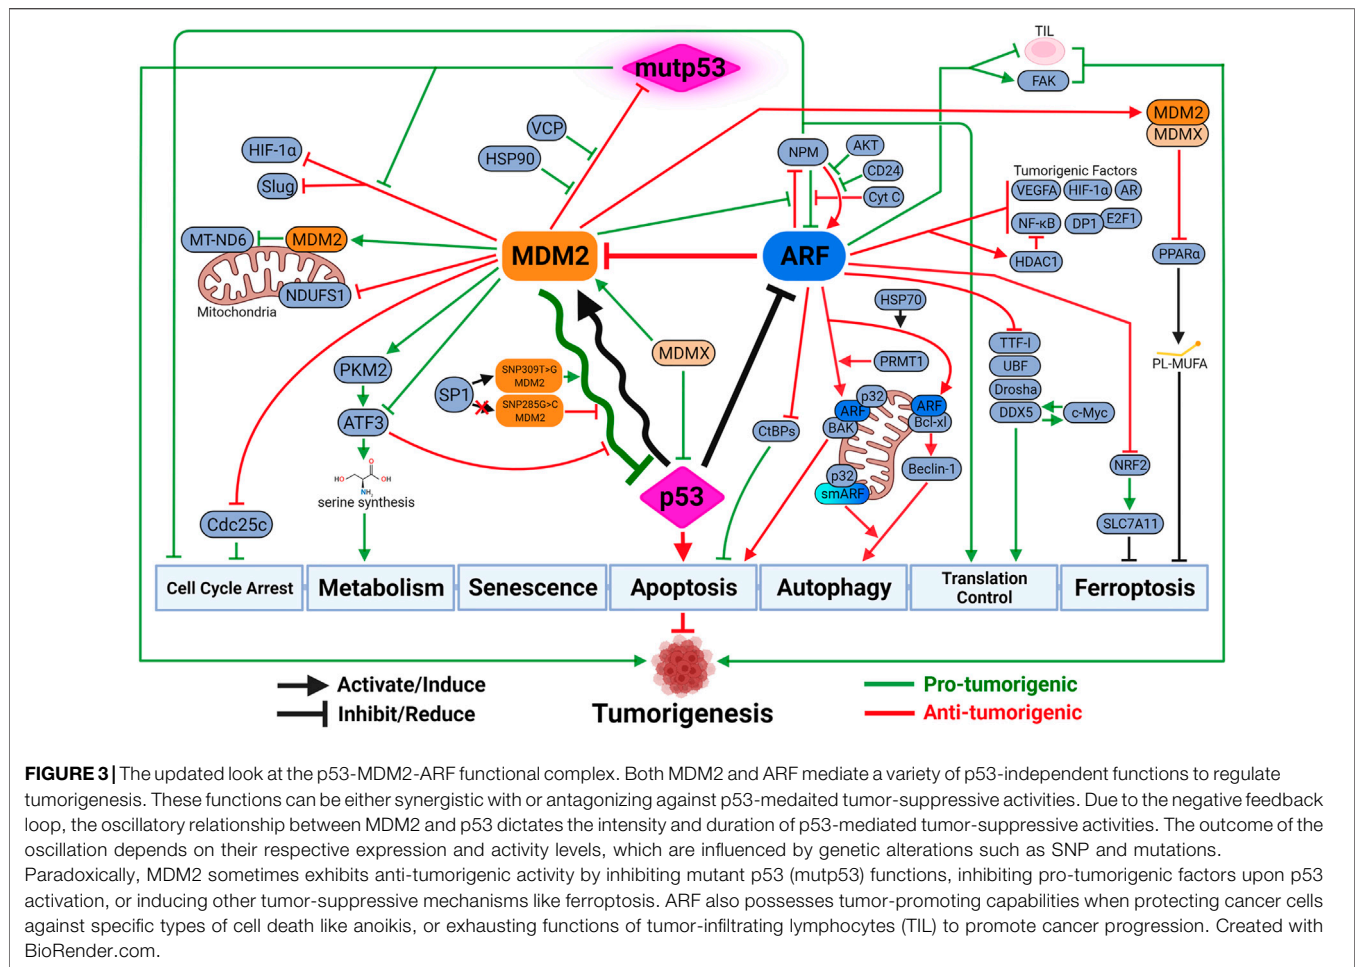 TIL
mutp53
FAK
MDM2
MDMX
VCP
HSP90
HIF-1α
Slug
NPM
AKT
CD24
Cyt C
Tumorigenic Factors
VEGFA HIF-1α AR
NF-κB DP1 E2F1
HDAC1
MT-ND6 MDM2
NDUFS1
Mitochondria
MDM2
ARF
PPARα
PL-MUFA
HSP70
PRMT1
TTF-I
UBF
Drosha
DDX5
c-Myc
MDMX
PKM2
ATF3
SP1
SNP309T>G
MDM2
SNP285G>C
MDM2
HO
O
OH
NH2
serine synthesis
p32
ARF
BAK
ARF
Bcl-xl
Beclin-1
p32
smARF
CtBPs
NRF2
SLC7A11
p53
Cdc25c
Cell Cycle Arrest
Metabolism
Senescence
Apoptosis
Autophagy
Translation
Control
Ferroptosis
Activate/Induce
Inhibit/Reduce
Tumorigenesis
Pro-tumorigenic
Anti-tumorigenic
FIGURE 3 | The updated look at the p53-MDM2-ARF functional complex. Both MDM2 and ARF mediate a variety of p53-independent functions to regulate
tumorigenesis. These functions can be either synergistic with or antagonizing against p53-medaited tumor-suppressive activities. Due to the negative feedback
loop, the oscillatory relationship between MDM2 and p53 dictates the intensity and duration of p53-mediated tumor-suppressive activities. The outcome of the
oscillation depends on their respective expression and activity levels, which are influenced by genetic alterations such as SNP and mutations.
Paradoxically, MDM2 sometimes exhibits anti-tumorigenic activity by inhibiting mutant p53 (mutp53) functions, inhibiting pro-tumorigenic factors upon p53
activation, or inducing other tumor-suppressive mechanisms like ferroptosis. ARF also possesses tumor-promoting capabilities when protecting cancer cells
against specific types of cell death like anoikis, or exhausting functions of tumor-infiltrating lymphocytes (TIL) to promote cancer progression. Created with
BioRender.com.